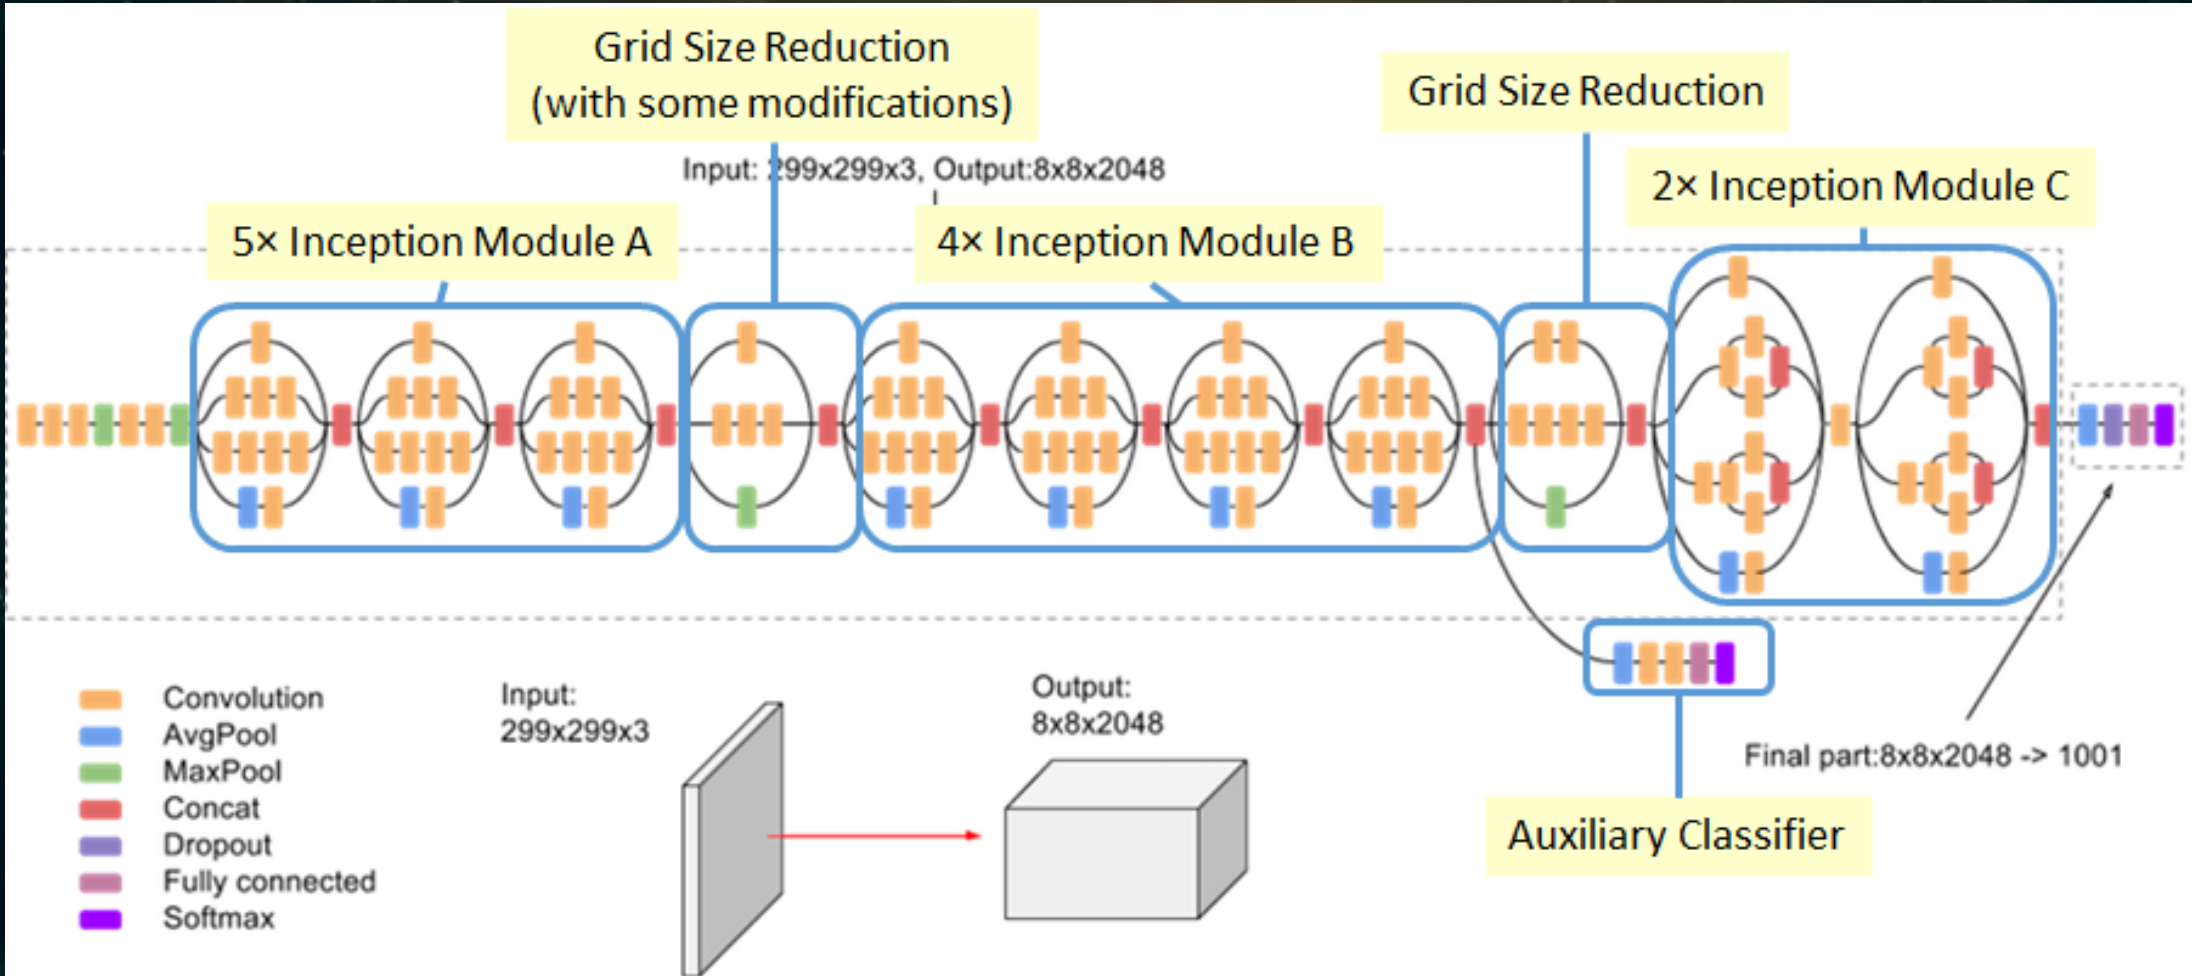 Grid Size Reduction
(with some modifications)
Grid Size Reduction
Input: 299x299x3, Output:8x8x2048
2× Inception Module C
5× Inception Module A
4× Inception Module B
Convolution
AvgPool
MaxPool
Concat
Dropout
Fully connected
Softmax
Input:
299x299x3
Output:
8x8x2048
Final part:8x8x2048 -> 1001
Auxiliary Classifier